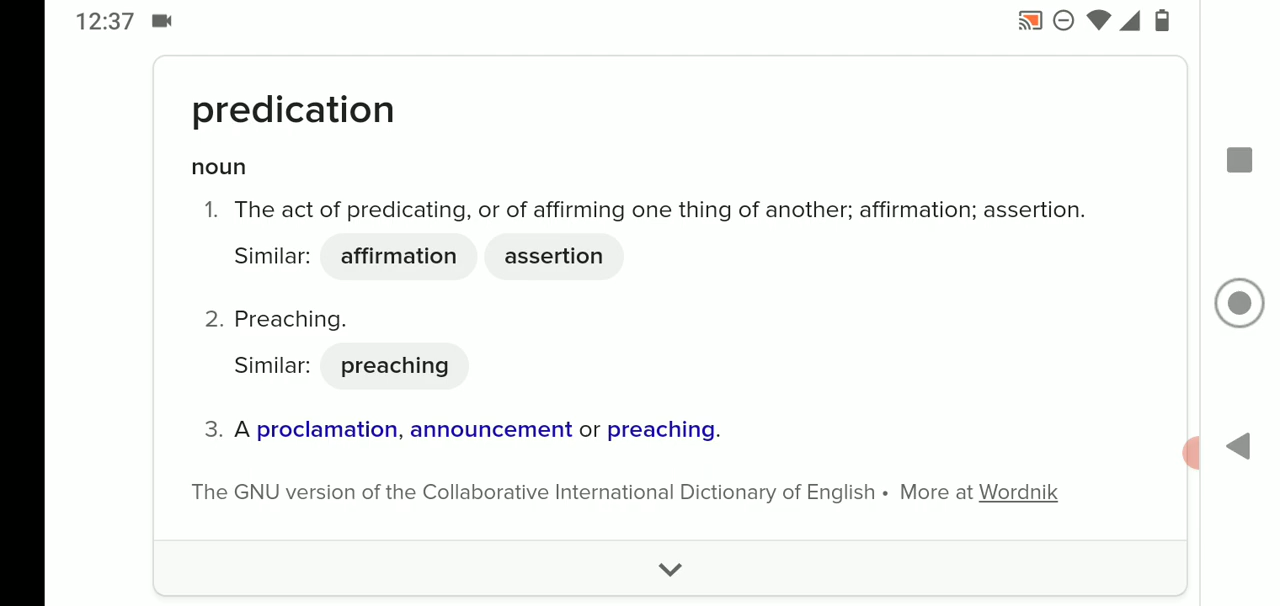 12:37
predication
noun
1. The act of predicating, or of affirming one thing of another; affirmation; assertion.
Similar: affirmation assertion
2. Preaching.
Similar: preaching
3. A proclamation, announcement or preaching.
The GNU version of the Collaborative International Dictionary of English • More at Wordnik